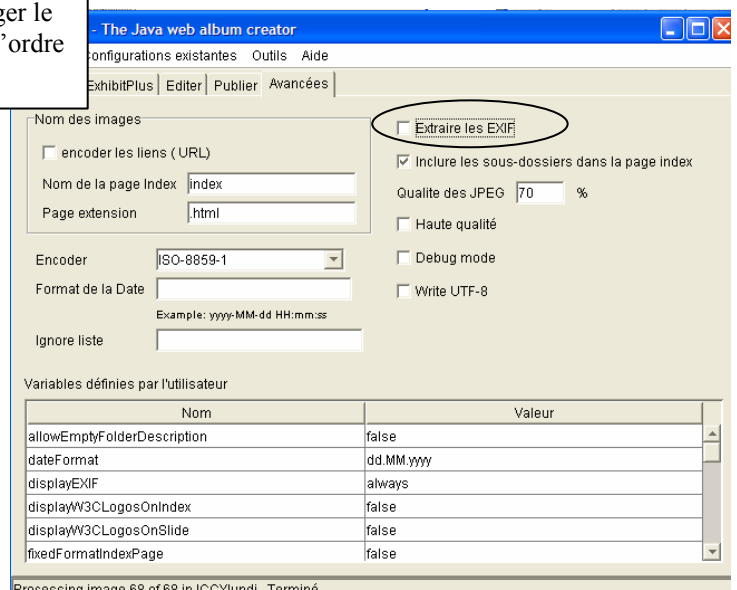 ger le
'ordre
- The Java web album creator
onfigurations existantes Outils Aide
ExhibitPlus Editer Publier Avancées
Nom des images
encoder les liens ( URL)
Nom de la page Index index
Page extension .html
Extraire les EXIF
Inclure les sous-dossiers dans la page index
Qualite des JPEG 70 %
Haute qualité
Encoder ISO-8859-1
Debug mode
Format de la Date
Write UTF-8
Example: yyyy-MM-dd HH:mm:ss
Ignore liste
Variables définies par l'utilisateur
Nom Valeur
allowEmptyFolderDescription false
dateFormat dd.MM.yyyy
displayEXIF always
displayW3CLogosOnIndex false
displayW3CLogosOnSlide false
fixedFormatIndexPage false
Processing image 68 of 68 in ICCYlundi Terminé